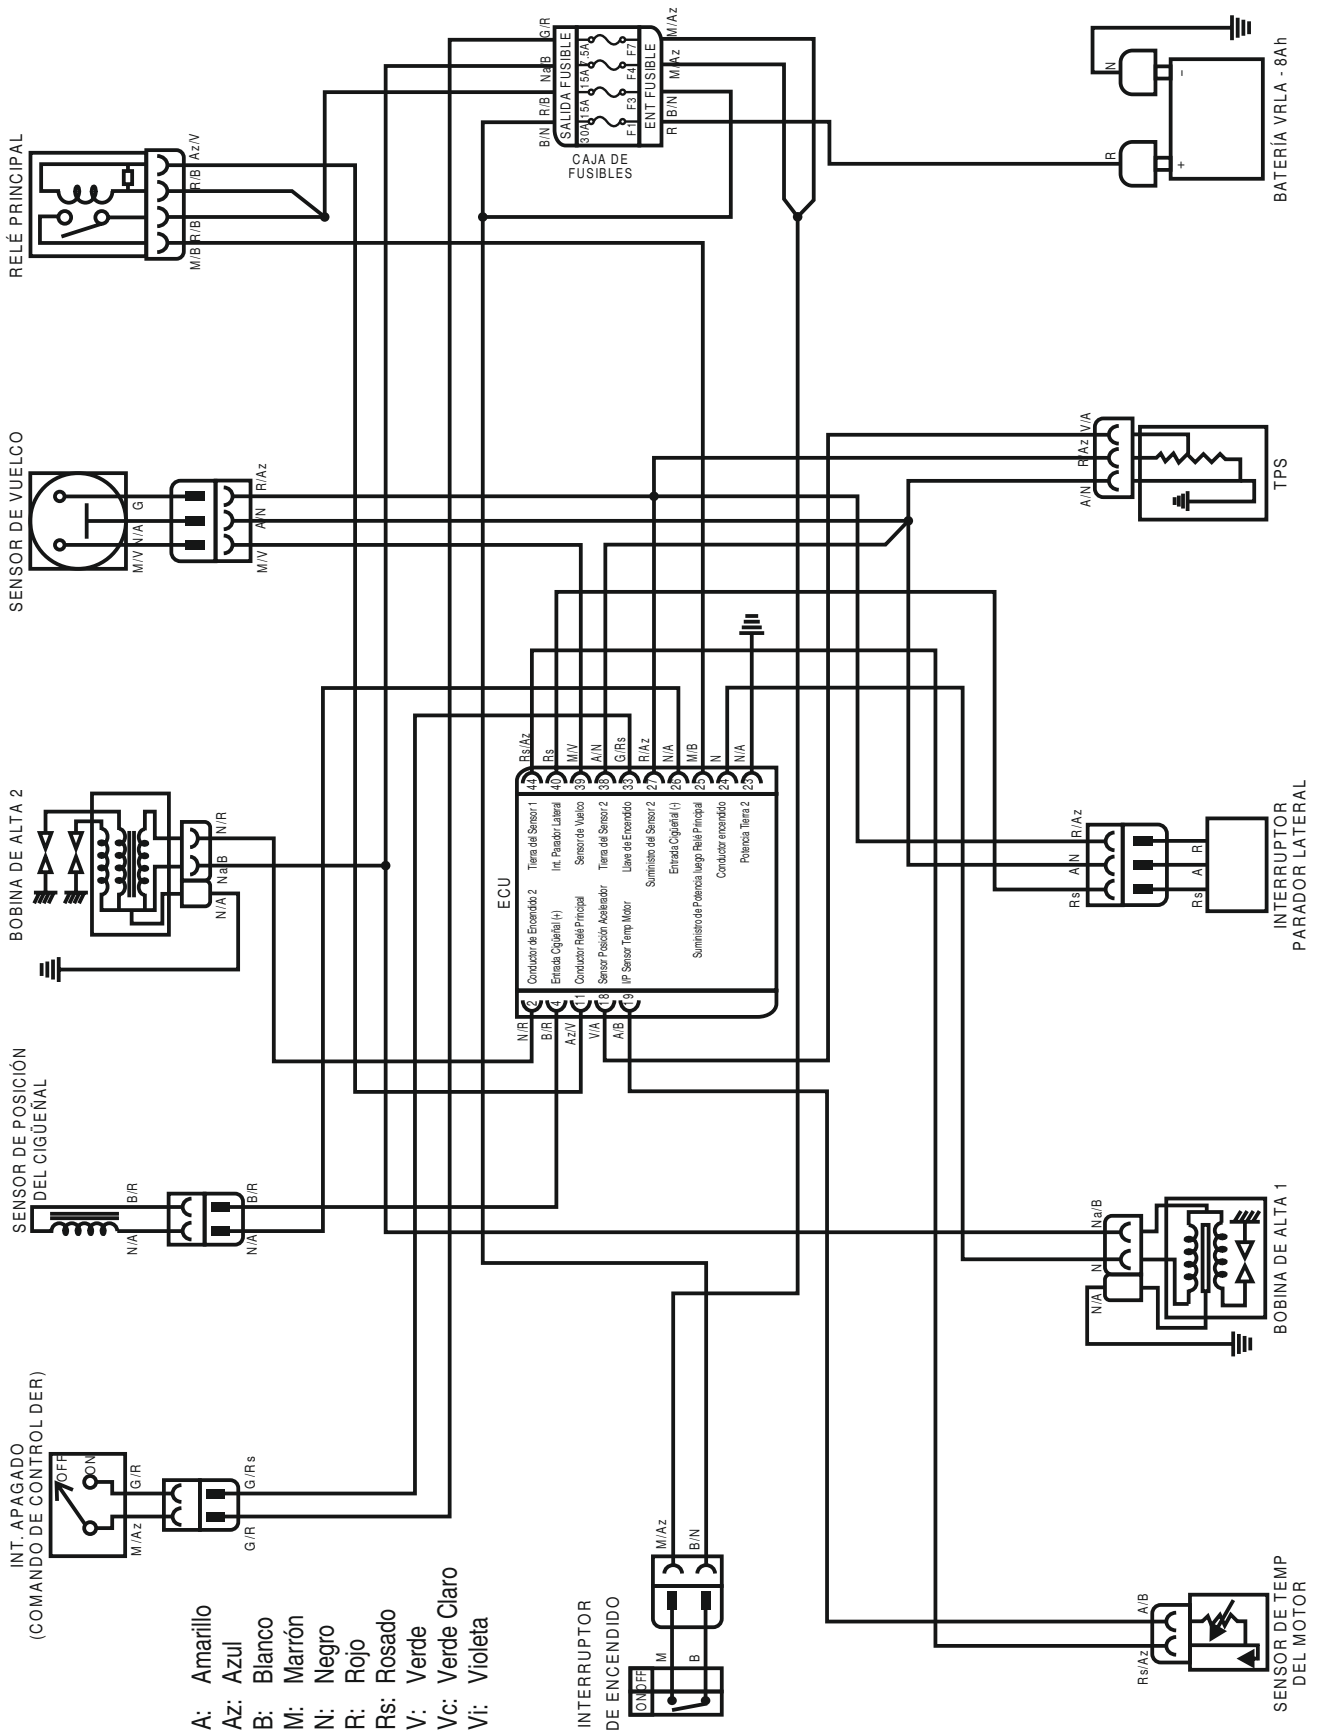 INT. APAGADO
(COMANDO DE CONTROL DER)
OFF
ON
M/Az
G/R
G/R
G/Rs
SENSOR DE POSICIÓN
DEL CIGÜEÑAL
N/A
B/R
N/A
B/R
BOBINA DE ALTA 2
N/A
Na/B
N/R
SENSOR DE VUELCO
M/V
N/A
G
M/V
A/N
R/Az
RELÉ PRINCIPAL
M/B
R/B
R/B
Az/V
A: Amarillo
Az: Azul
B: Blanco
M: Marrón
N: Negro
R: Rojo
Rs: Rosado
V: Verde
Vc: Verde Claro
Vi: Violeta
ECU
N/R
B/R
Az/V
V/A
A/B
2
4
11
18
19
Conductor de Encendido 2
Entrada Cigüeñal (+)
Conductor Relé Principal
Sensor Posición Acelerador
I/P Sensor Temp Motor
Tierra del Sensor 1
Int. Parador Lateral
Sensor de Vuelco
Tierra del Sensor 2
Llave de Encendido
Suministro del Sensor 2
Entrada Cigüeñal (-)
Suministro de Potencia luego Relé Principal
Conductor encendido
Potencia Tierra 2
44
40
39
38
33
27
26
25
24
23
Rs/Az
Rs
M/V
A/N
G/Rs
R/Az
N/A
M/B
N
N/A
B/N
R/B
Na/B
G/R
SALIDA FUSIBLE
30A
15A
15A
7.5A
F1
F3
F4
F7
ENT FUSIBLE
R
B/N
M/Az
M/Az
CAJA DE
FUSIBLES
INTERRUPTOR
DE ENCENDIDO
ON
OFF
M
B
M/Az
B/N
SENSOR DE TEMP
DEL MOTOR
Rs/Az
A/B
BOBINA DE ALTA 1
N/A
N
Na/B
INTERRUPTOR
PARADOR LATERAL
Rs
A/N
R/Az
Rs
A
R
TPS
A/N
R/Az
V/A
BATERÍA VRLA - 8Ah
R
N
+
-